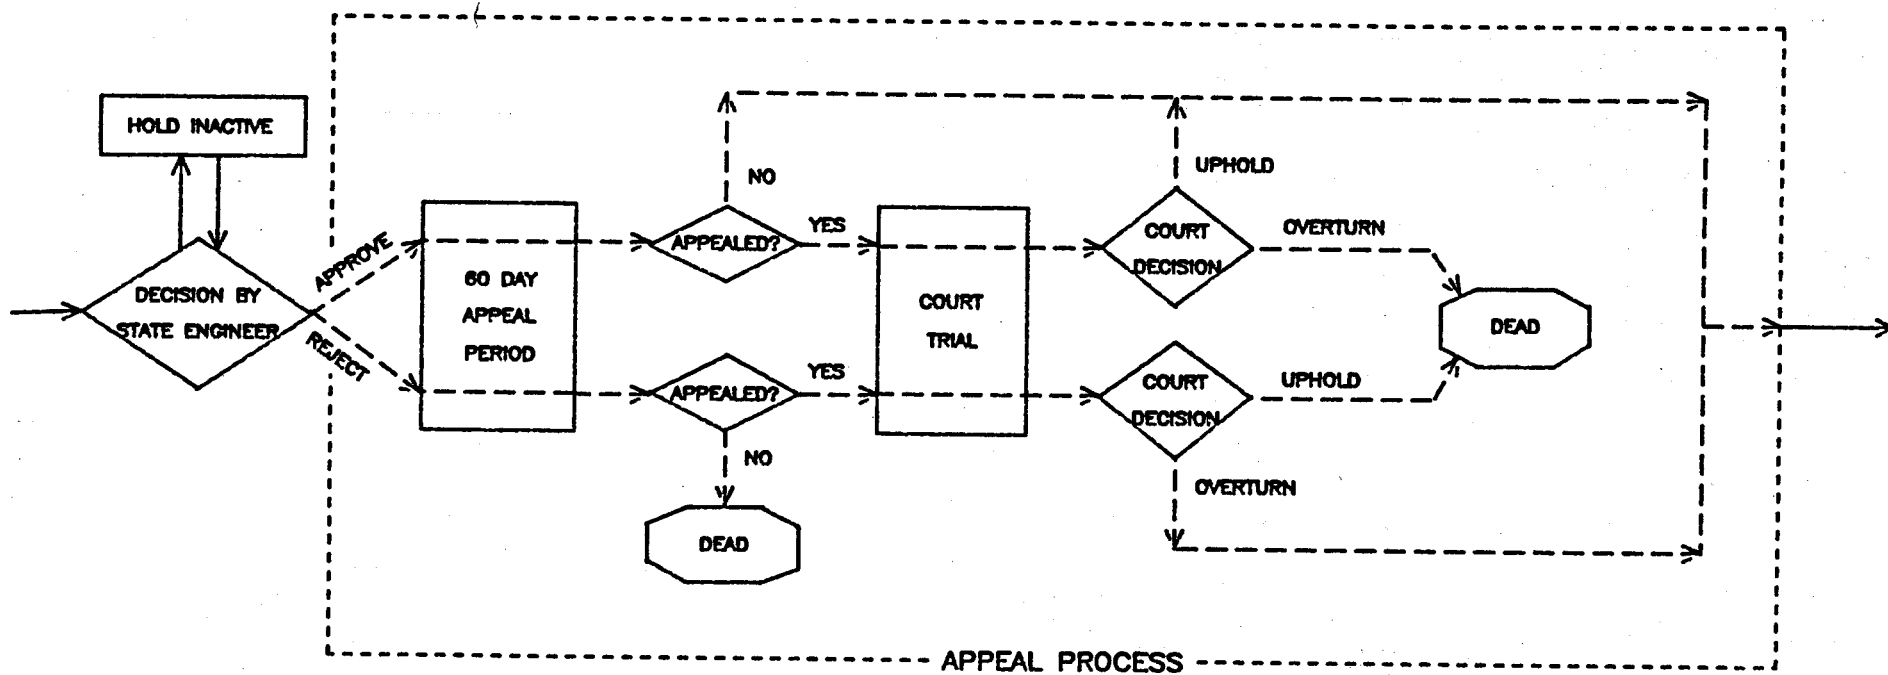 HOLD INACTIVE
DECISION BY
STATE ENGINEER
APPROVE
REJECT
60 DAY
APPEAL
PERIOD
NO
APPEALED?
YES
APPEALED?
YES
NO
DEAD
COURT
TRIAL
UPHOLD
COURT
DECISION
OVERTURN
COURT
DECISION
UPHOLD
OVERTURN
DEAD
APPEAL PROCESS